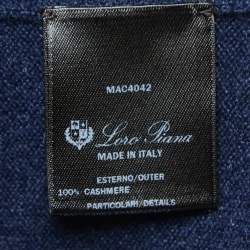 MAC4042
Loro Piana
MADE IN ITALY
ESTERNO/OUTER
100% CASHMERE
PARTICOLARI/DETAILS